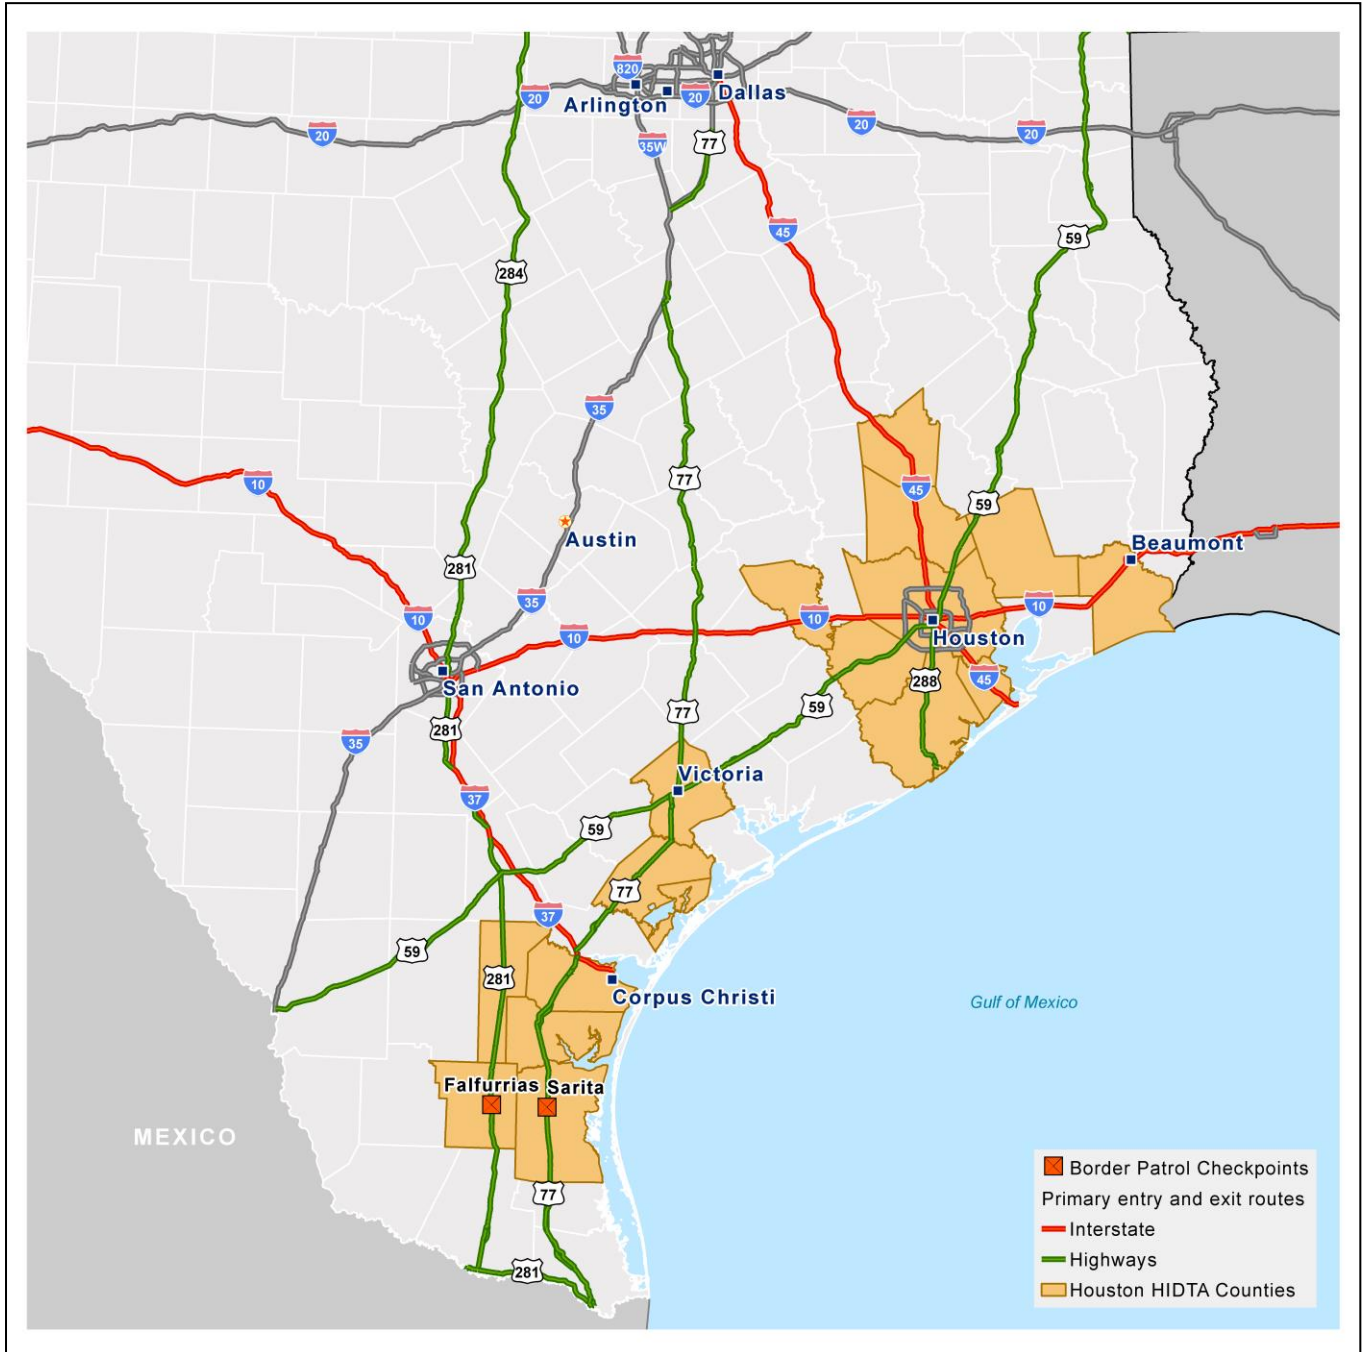 820
20
Arlington
20
Dallas
20
20
20
35W
77
45
59
284
35
10
77
45
59
Austin
Beaumont
281
35
10
10
10
10
Houston
San Antonio
288
45
281
77
59
35
Victoria
37
59
77
37
59
281
Corpus Christi
Gulf of Mexico
Falfurrias
Sarita
MEXICO
77
281
Border Patrol Checkpoints
Primary entry and exit routes
Interstate
Highways
Houston HIDTA Counties